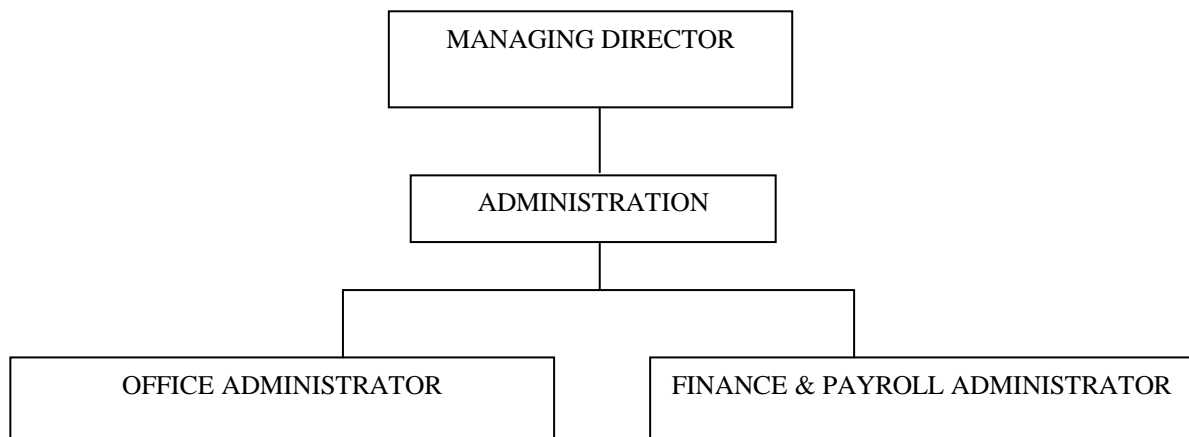 MANAGING DIRECTOR
ADMINISTRATION
OFFICE ADMINISTRATOR
FINANCE & PAYROLL ADMINISTRATOR